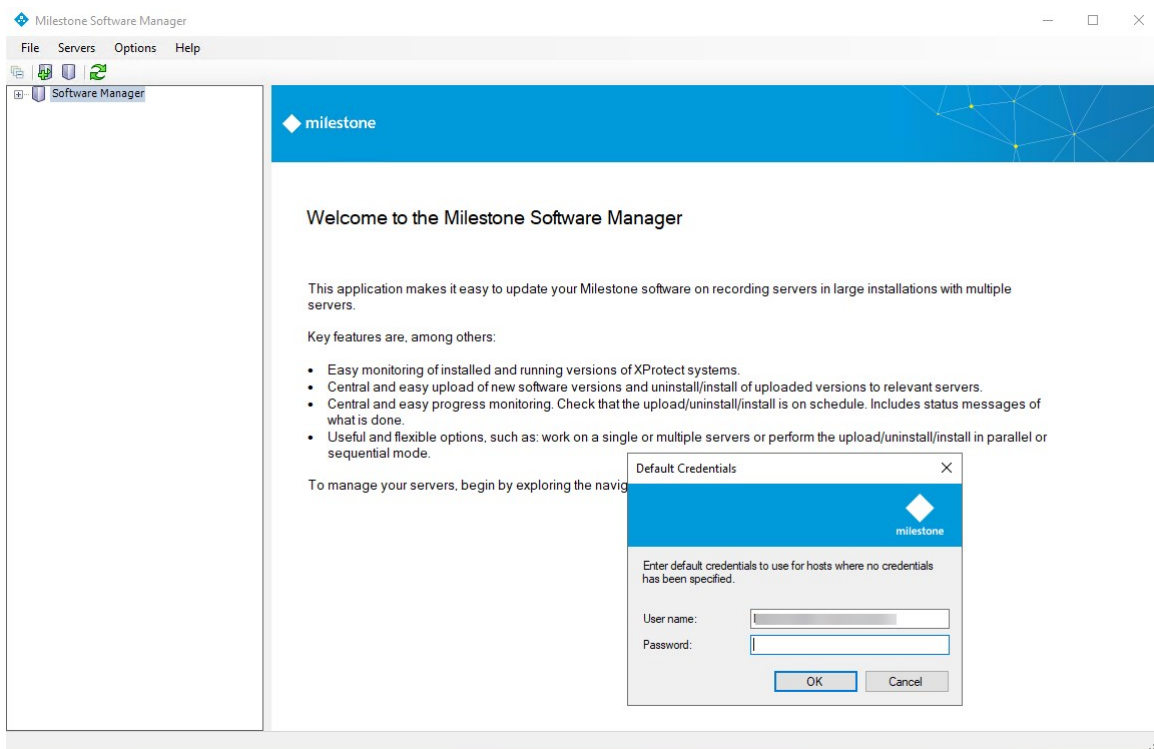 Milestone Software Manager
File Servers Options Help
Software Manager
milestone
Welcome to the Milestone Software Manager
This application makes it easy to update your Milestone software on recording servers in large installations with multiple
servers.
Key features are, among others:
• Easy monitoring of installed and running versions of XProtect systems.
• Central and easy upload of new software versions and uninstall/install of uploaded versions to relevant servers.
• Central and easy progress monitoring. Check that the upload/uninstall/install is on schedule. Includes status messages of
what is done.
• Useful and flexible options, such as: work on a single or multiple servers or perform the upload/uninstall/install in parallel or
sequential mode.
To manage your servers, begin by exploring the navig
Default Credentials
milestone
Enter default credentials to use for hosts where no credentials
has been specified.
User name:
Password:
OK Cancel